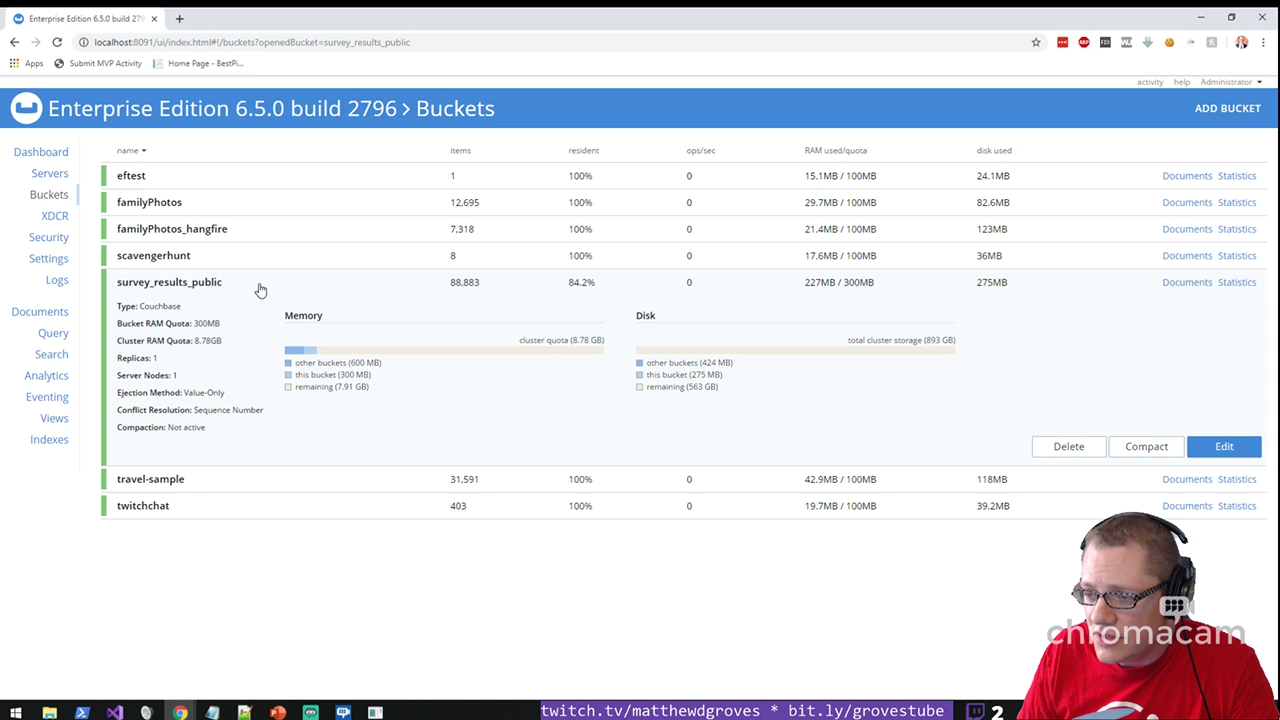 Enterprise Edition 6.5.0 build 279
localhost:8091/ui/index.html#!/buckets?openedBucket=survey_results_public
Apps Submit MVP Activity Home Page - BestPi...
activity help Administrator
Enterprise Edition 6.5.0 build 2796 > Buckets ADD BUCKET
Dashboard
Servers
Buckets
XDCR
Security
Settings
Logs
Documents
Query
Search
Analytics
Eventing
Views
Indexes
name items resident ops/sec RAM used/quota disk used
eftest 1 100% 0 15.1MB / 100MB 24.1MB Documents Statistics
familyPhotos 12,695 100% 0 29.7MB / 100MB 82.6MB Documents Statistics
familyPhotos_hangfire 7,318 100% 0 21.4MB / 100MB 123MB Documents Statistics
scavengerhunt 8 100% 0 17.6MB / 100MB 36MB Documents Statistics
survey_results_public 88,883 84.2% 0 227MB / 300MB 275MB Documents Statistics
Type: Couchbase
Bucket RAM Quota: 300MB
Cluster RAM Quota: 8.78GB
Replicas: 1
Server Nodes: 1
Ejection Method: Value-Only
Conflict Resolution: Sequence Number
Compaction: Not active
Memory
cluster quota (8.78 GB)
other buckets (600 MB)
this bucket (300 MB)
remaining (7.91 GB)
Disk
total cluster storage (893 GB)
other buckets (424 MB)
this bucket (275 MB)
remaining (563 GB)
Delete Compact Edit
travel-sample 31,591 100% 0 42.9MB / 100MB 118MB Documents Statistics
twitchchat 403 100% 0 19.7MB / 100MB 39.2MB Documents Statistics
chromacam
twitch.tv/matthewdgroves * bit.ly/grovestube 2